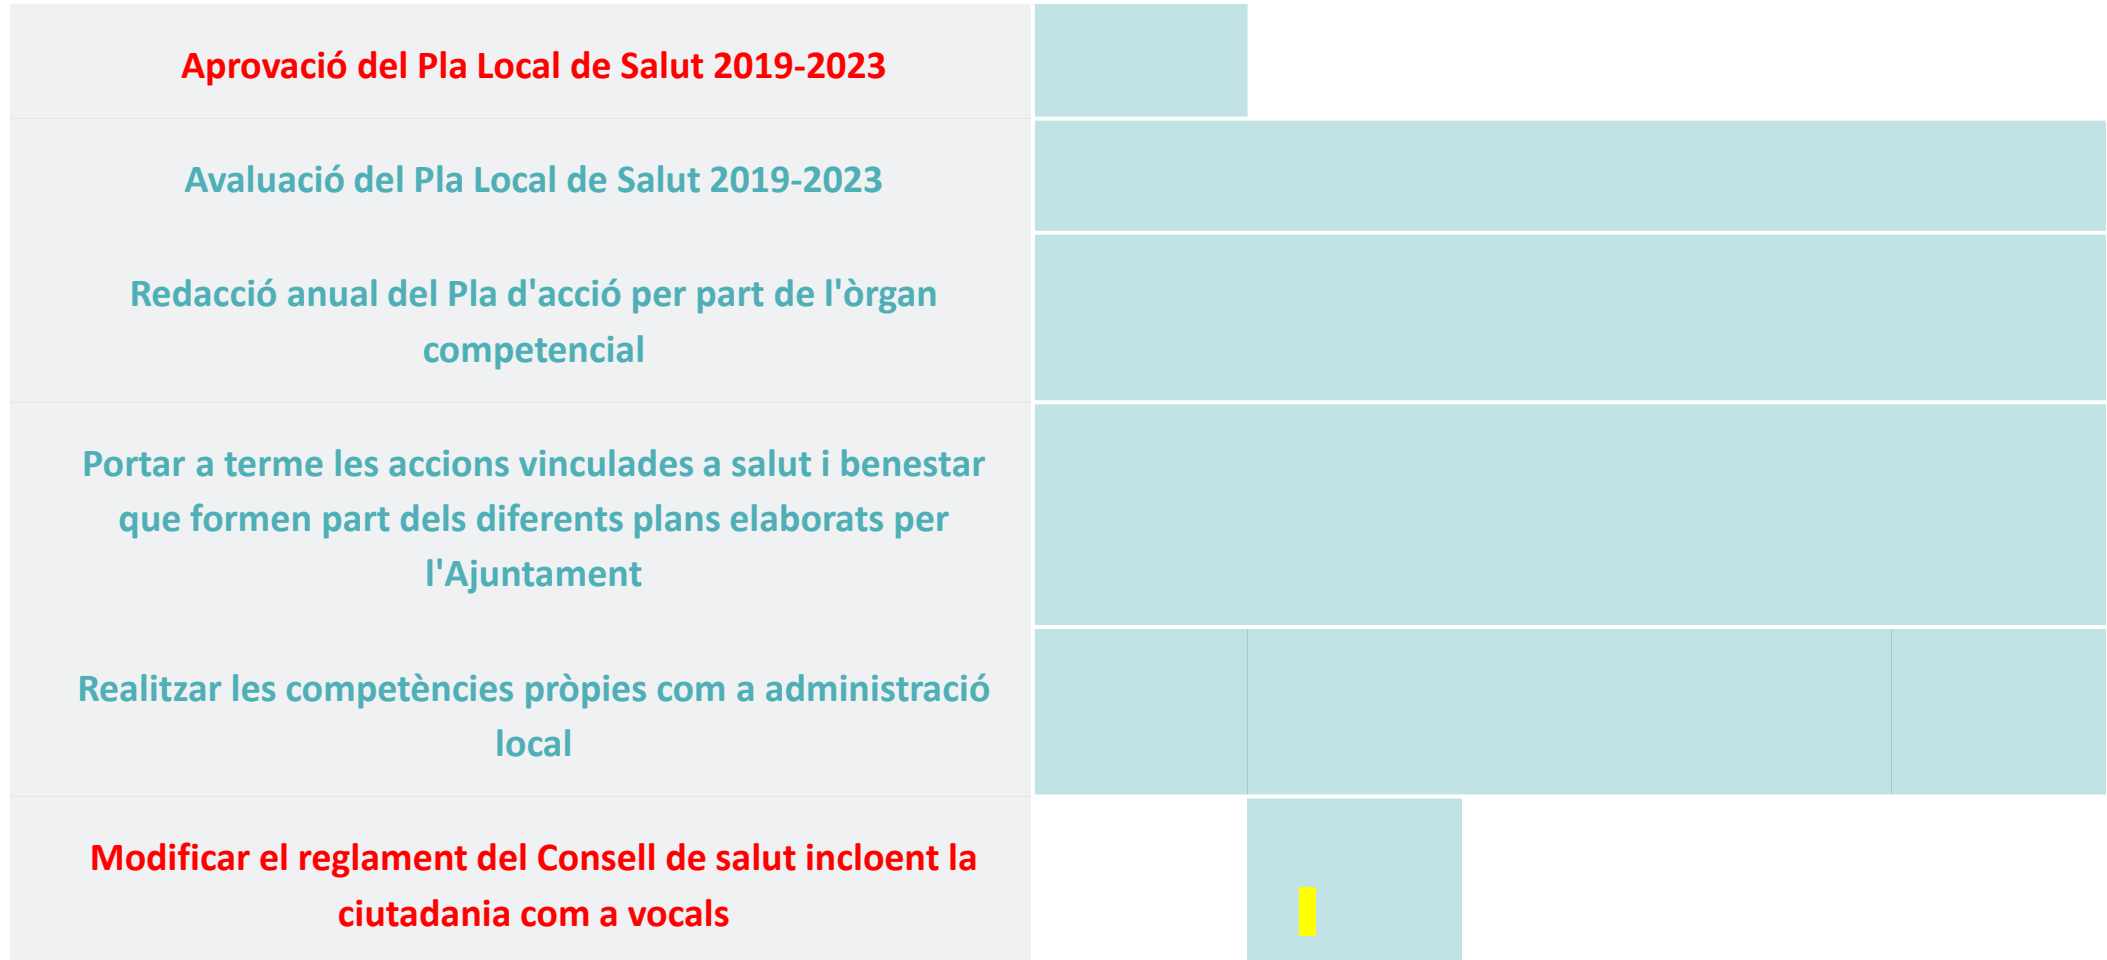 Aprovació del Pla Local de Salut 2019-2023
Avaluació del Pla Local de Salut 2019-2023
Redacció anual del Pla d'acció per part de l'òrgan
competencial
Portar a terme les accions vinculades a salut i benestar
que formen part dels diferents plans elaborats per
l'Ajuntament
Realitzar les competències pròpies com a administració
local
Modificar el reglament del Consell de salut incloent la
ciutadania com a vocals